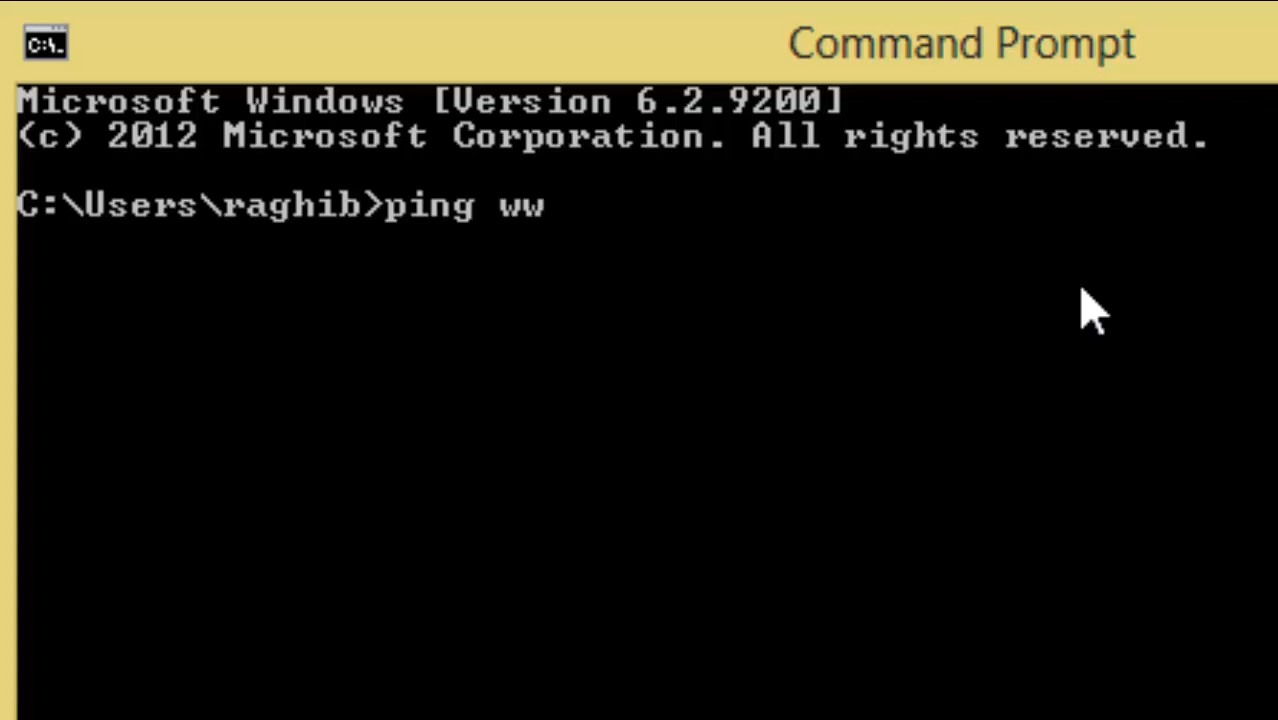 C:\.
Command Prompt
Microsoft Windows [Version 6.2.9200]
(c) 2012 Microsoft Corporation. All rights reserved.
C:\Users\raghib>ping ww